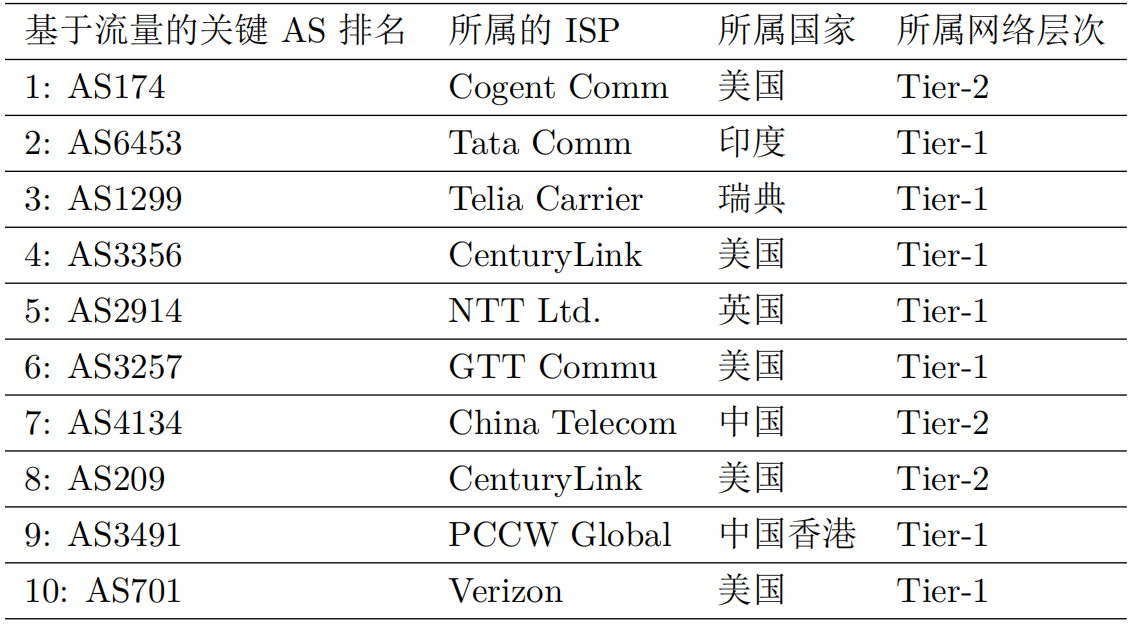 基于流量的关键 AS 排名 所属的 ISP 所属国家 所属网络层次
1: AS174 Cogent Comm 美国 Tier-2
2: AS6453 Tata Comm 印度 Tier-1
3: AS1299 Telia Carrier 瑞典 Tier-1
4: AS3356 CenturyLink 美国 Tier-1
5: AS2914 NTT Ltd. 英国 Tier-1
6: AS3257 GTT Commu 美国 Tier-1
7: AS4134 China Telecom 中国 Tier-2
8: AS209 CenturyLink 美国 Tier-2
9: AS3491 PCCW Global 中国香港 Tier-1
10: AS701 Verizon 美国 Tier-1